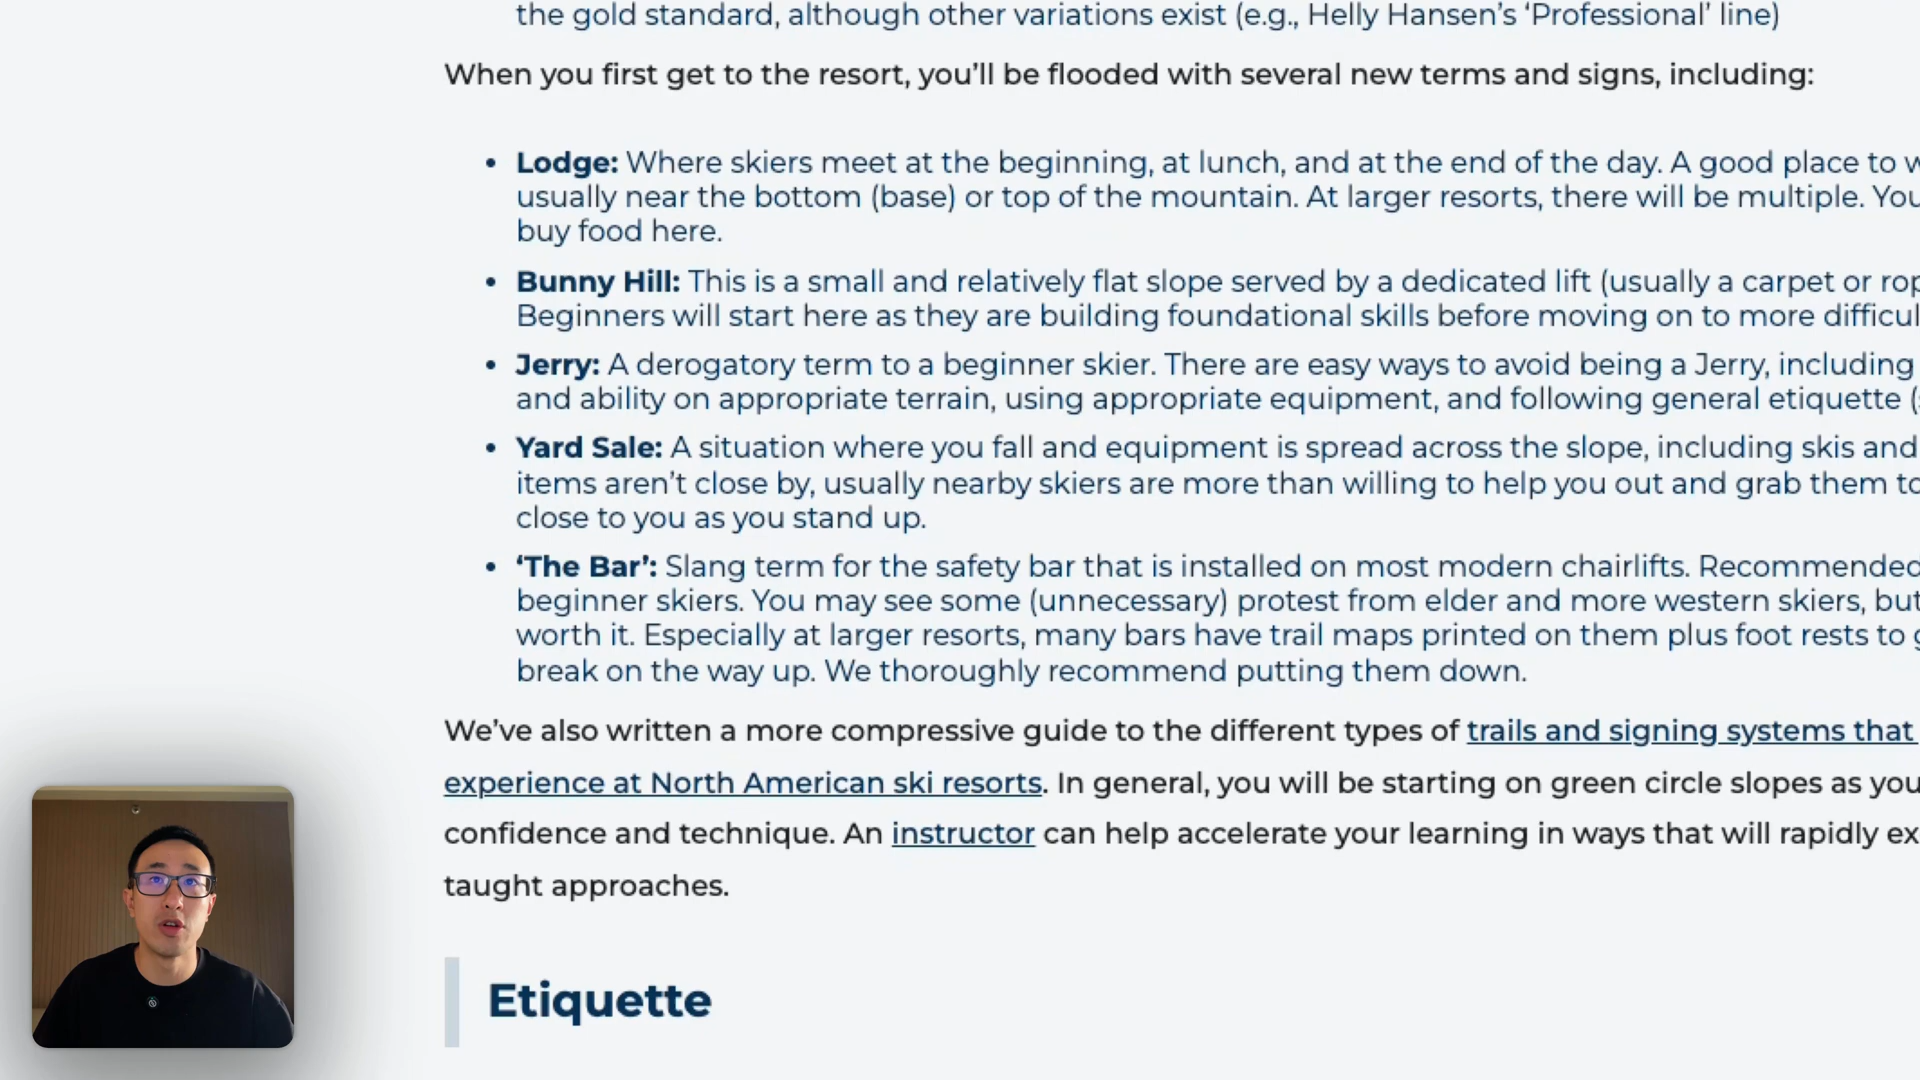 the gold standard, although other variations exist (e.g., Helly Hansen’s ‘Professional’ line)
When you first get to the resort, you’ll be flooded with several new terms and signs, including:
• Lodge: Where skiers meet at the beginning, at lunch, and at the end of the day. A good place to
usually near the bottom (base) or top of the mountain. At larger resorts, there will be multiple. You
buy food here.
• Bunny Hill: This is a small and relatively flat slope served by a dedicated lift (usually a carpet or
Beginners will start here as they are building foundational skills before moving on to more
• Jerry: A derogatory term to a beginner skier. There are easy ways to avoid being a Jerry, including
and ability on appropriate terrain, using appropriate equipment, and following general etiquette (
• Yard Sale: A situation where you fall and equipment is spread across the slope, including skis and
items aren’t close by, usually nearby skiers are more than willing to help you out and grab them to
close to you as you stand up.
• ‘The Bar’: Slang term for the safety bar that is installed on most modern chairlifts. Recommended
beginner skiers. You may see some (unnecessary) protest from elder and more western skiers, but
worth it. Especially at larger resorts, many bars have trail maps printed on them plus foot rests to
break on the way up. We thoroughly recommend putting them down.
We’ve also written a more compressive guide to the different types of trails and signing systems that
experience at North American ski resorts. In general, you will be starting on green circle slopes as you
confidence and technique. An instructor can help accelerate your learning in ways that will rapidly
taught approaches.
Etiquette